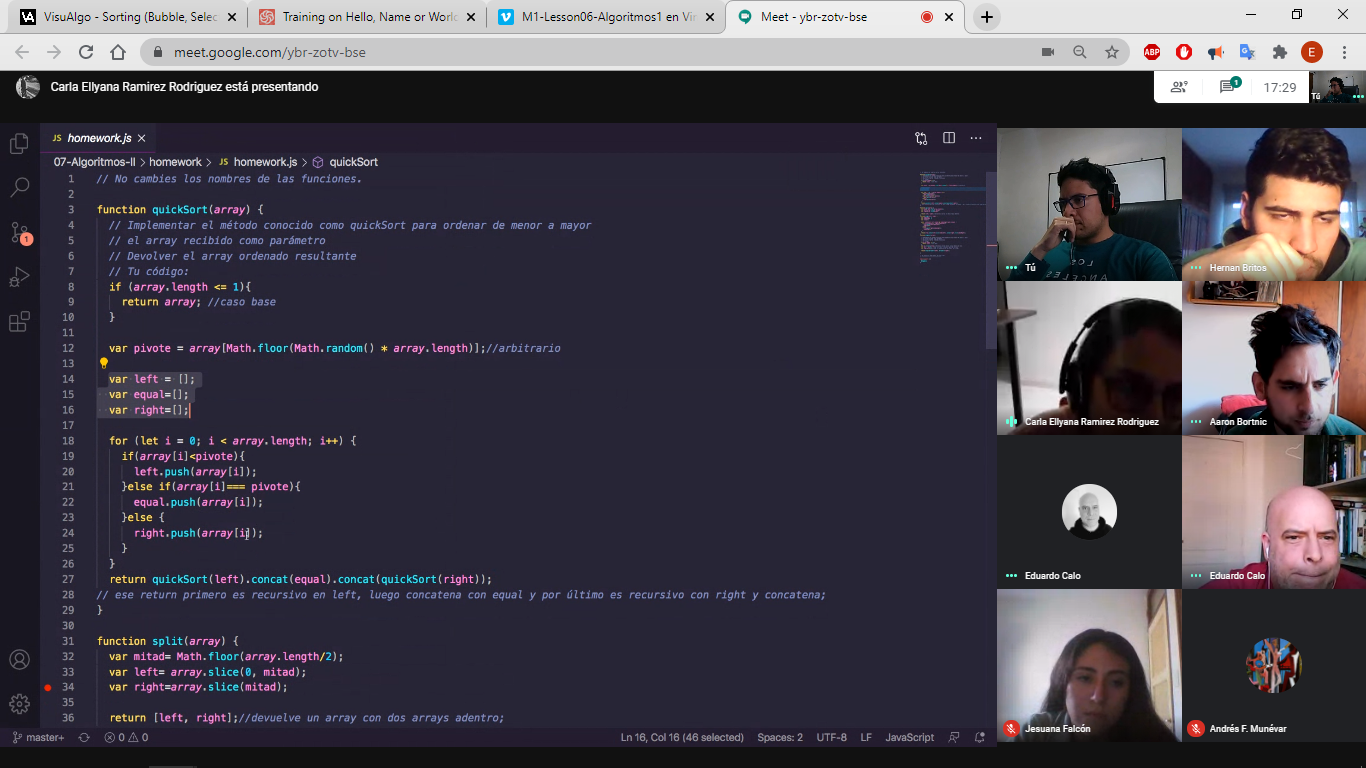 VisuAlgo - Sorting (Bubble, Selec
Training on Hello, Name or World
M1-Lesson06-Algoritmos1 en Vim
Meet - ybr-zotv-bse
meet.google.com/ybr-zotv-bse
ABP
E
Carla Ellyana Ramirez Rodriguez está presentando
9
1
17:29
Tú
JS homework.js
07-Algoritmos-II > homework > JS homework.js > quickSort
1 // No cambies los nombres de las funciones.
2
3 function quickSort(array) {
4 // Implementar el método conocido como quickSort para ordenar de menor a mayor
5 // el array recibido como parámetro
6 // Devolver el array ordenado resultante
7 // Tu código:
8 if (array.length <= 1){
9 return array; //caso base
10 }
11
12 var pivote = array[Math.floor(Math.random() * array.length)];//arbitrario
13
14 var left = [];
15 var equal=[];
16 var right=[];
17
18 for (let i = 0; i < array.length; i++) {
19 if(array[i]<pivote){
20 left.push(array[i]);
21 }else if(array[i]=== pivote){
22 equal.push(array[i]);
23 }else {
24 right.push(array[i]);
25 }
26 }
27 return quickSort(left).concat(equal).concat(quickSort(right));
28 // ese return primero es recursivo en left, luego concatena con equal y por último es recursivo con right y concatena;
29 }
30
31 function split(array) {
32 var mitad= Math.floor(array.length/2);
33 var left= array.slice(0, mitad);
34 var right=array.slice(mitad);
35
36 return [left, right];//devuelve un array con dos arrays adentro;
1
master+
0 0
Ln 16, Col 16 (46 selected)
Spaces: 2
UTF-8
LF
JavaScript
Tú
Hernan Britos
Carla Ellyana Ramirez Rodriguez
Aaron Bortnic
Eduardo Calo
Eduardo Calo
Jesuana Falcón
Andrés F. Munévar